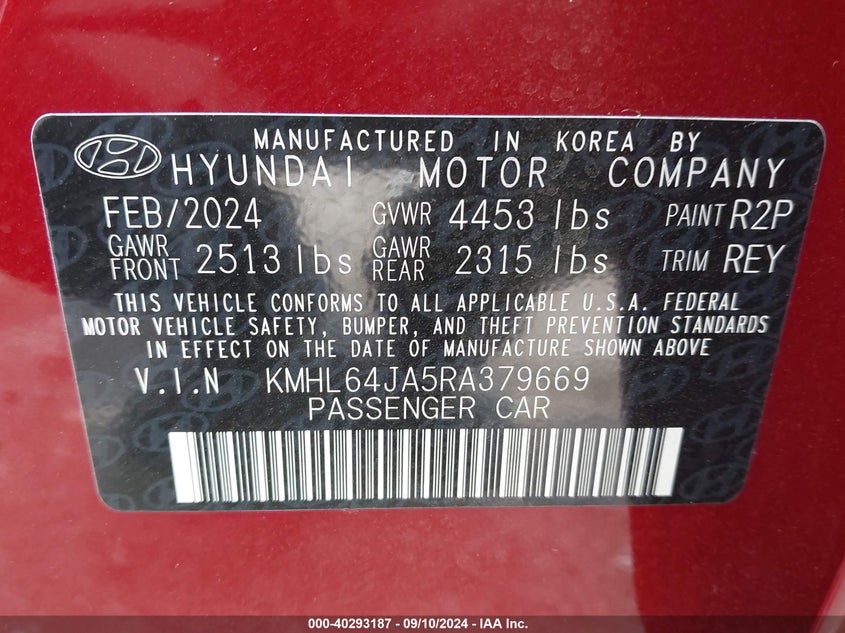 MANUFACTURED IN KOREA BY
HYUNDAI MOTOR COMPANY
FEB/2024 GVWR 4453 lbs PAINT R2P
GAWR FRONT 2513 lbs GAWR REAR 2315 lbs TRIM REY
THIS VEHICLE CONFORMS TO ALL APPLICABLE U.S.A. FEDERAL
MOTOR VEHICLE SAFETY, BUMPER, AND THEFT PREVENTION STANDARDS
IN EFFECT ON THE DATE OF MANUFACTURE SHOWN ABOVE
V.I.N KMHL64JA5RA379669
PASSENGER CAR
000-40293187 - 09/10/2024 - IAA Inc.